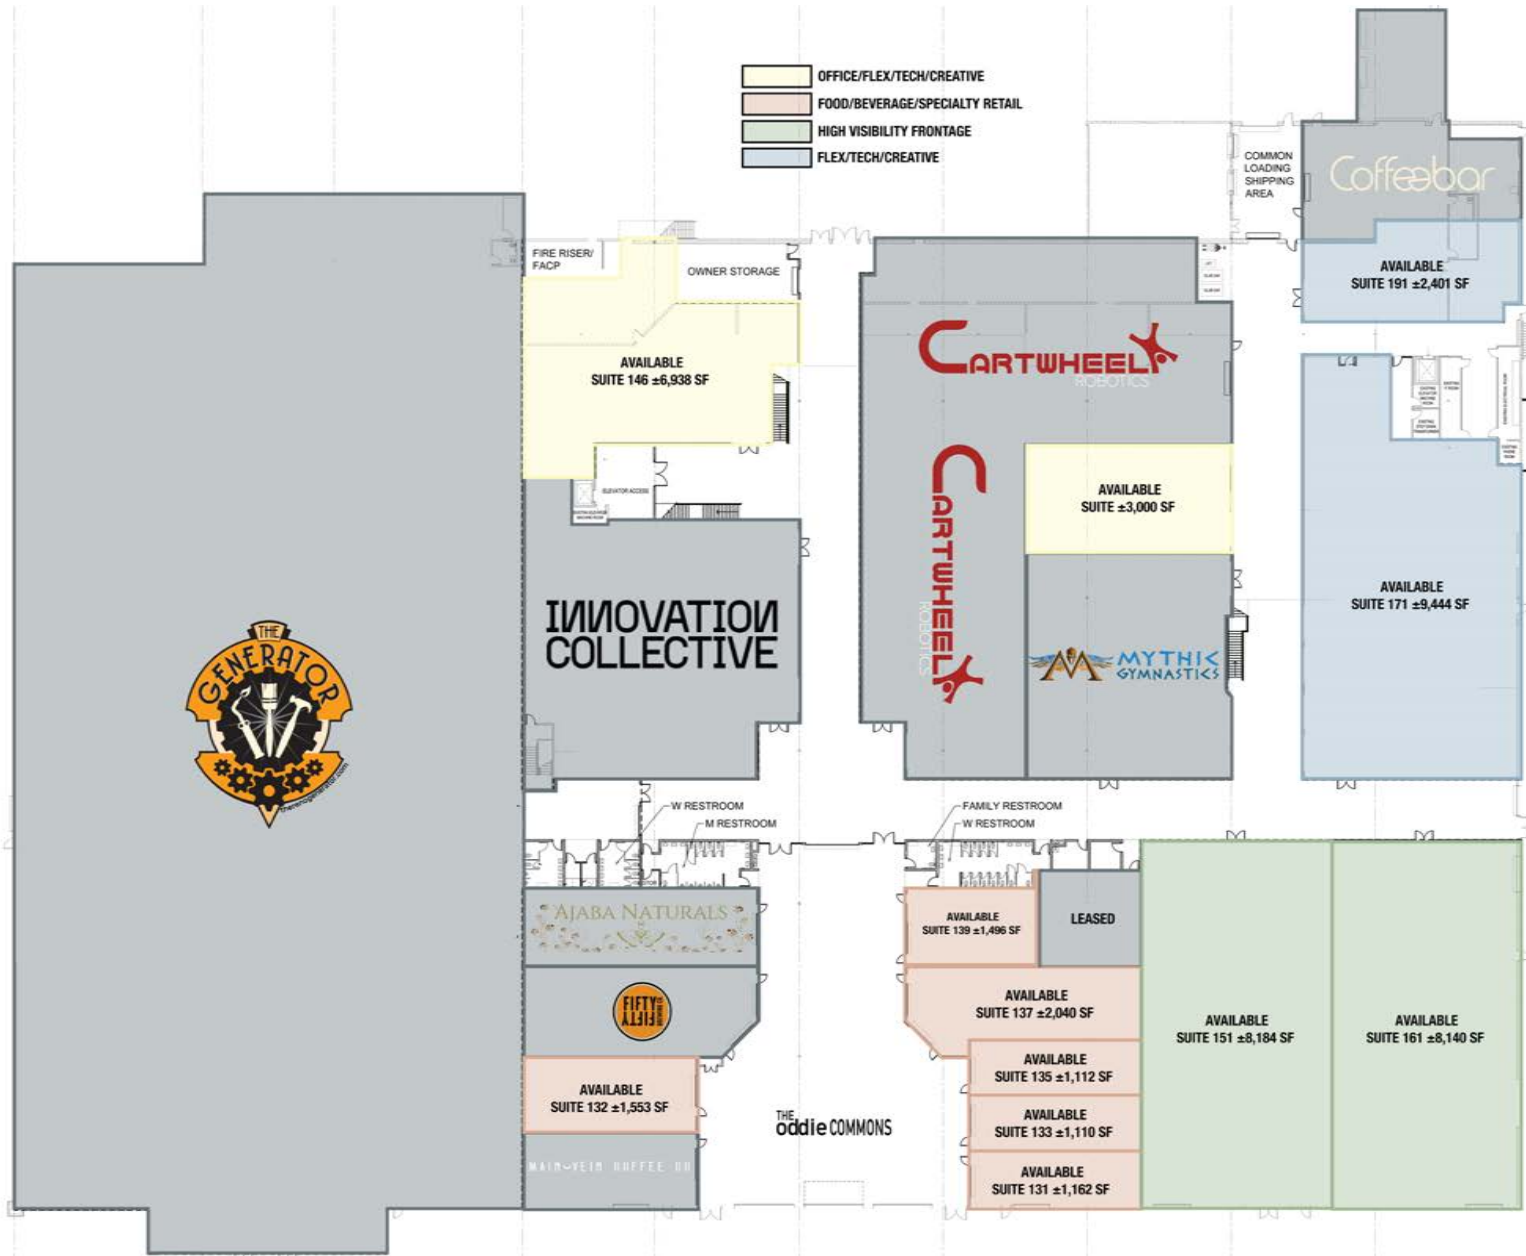 OFFICE/FLEX/TECH/CREATIVE
FOOD/BEVERAGE/SPECIALTY RETAIL
HIGH VISIBILITY FRONTAGE
FLEX/TECH/CREATIVE
COMMON
LOADING
SHIPPING
AREA
Coffeebar
FIRE RISER/
FACP
OWNER STORAGE
AVAILABLE
SUITE 191 ±2,401 SF
AVAILABLE
SUITE 146 ±6,938 SF
CARTWHEEL
ROBOTICS
ELEVATOR ACCESS
CARTWHEEL
ROBOTICS
AVAILABLE
SUITE ±3,000 SF
AVAILABLE
SUITE 171 ±9,444 SF
INNOVATION
COLLECTIVE
THE
GENERATOR
therenogenerator.com
MYTHIC
GYMNASTICS
W RESTROOM
M RESTROOM
FAMILY RESTROOM
W RESTROOM
AJABA NATURALS
AVAILABLE
SUITE 139 ±1,496 SF
LEASED
FIFTY
FIFTY
AVAILABLE
SUITE 137 ±2,040 SF
AVAILABLE
SUITE 151 ±8,184 SF
AVAILABLE
SUITE 161 ±8,140 SF
AVAILABLE
SUITE 135 ±1,112 SF
AVAILABLE
SUITE 132 ±1,553 SF
AVAILABLE
SUITE 133 ±1,110 SF
THE
oddie COMMONS
AVAILABLE
SUITE 131 ±1,162 SF